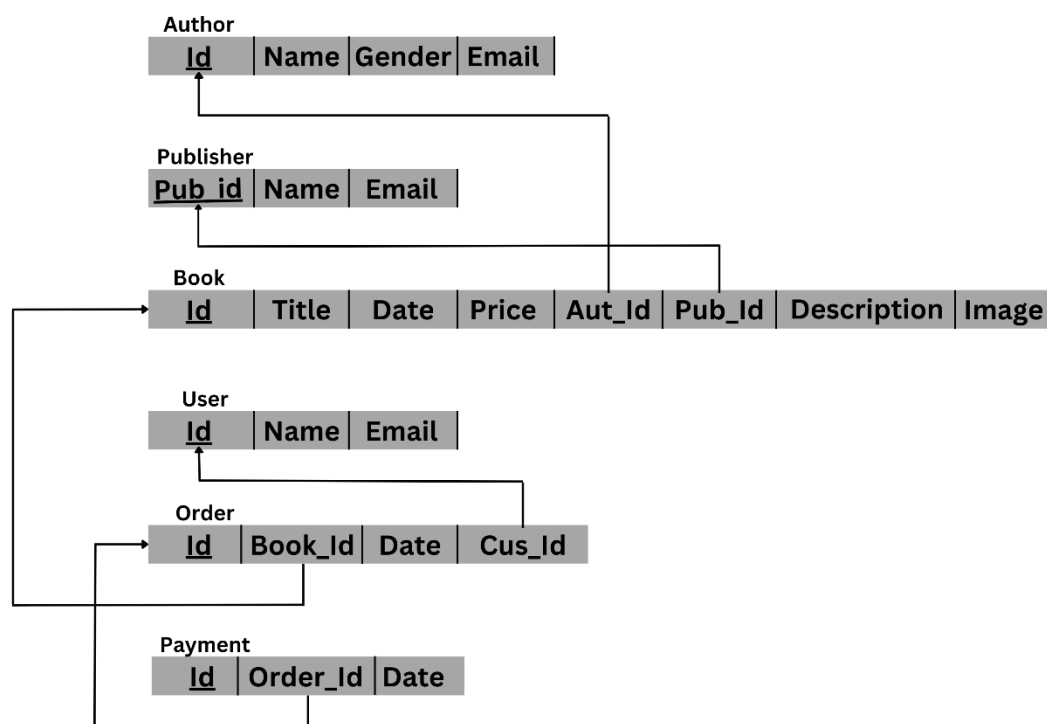 Author
Id Name Gender Email
Publisher
Pub_id Name Email
Book
Id Title Date Price Aut_Id Pub_Id Description Image
User
Id Name Email
Order
Id Book_Id Date Cus_Id
Payment
Id Order_Id Date